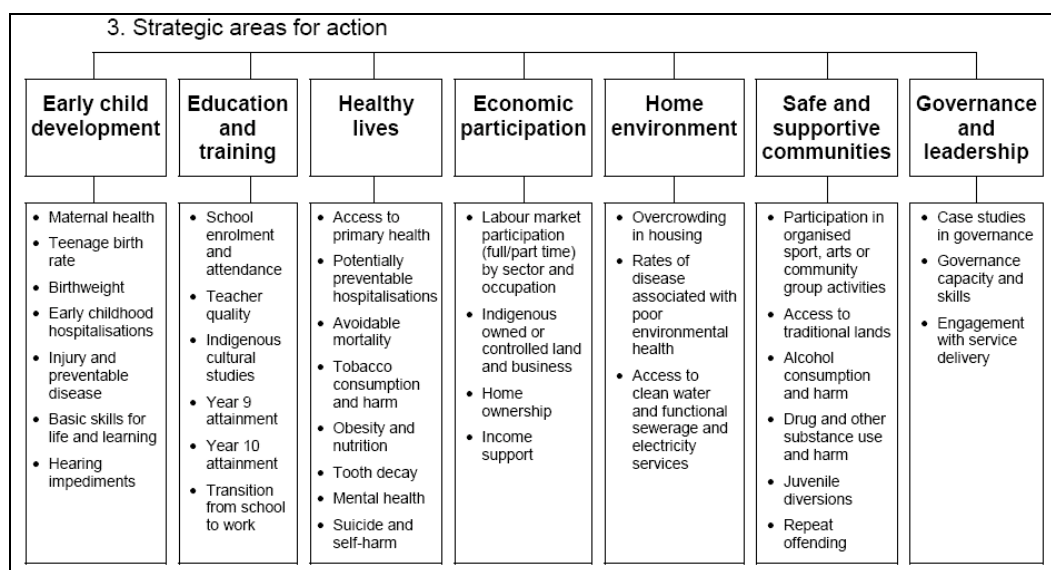 3. Strategic areas for action
Early child
development
Education
and
training
Healthy
lives
Economic
participation
Home
environment
Safe and
supportive
communities
Governance
and
leadership
• Maternal health
• Teenage birth
rate
• Birthweight
• Early childhood
hospitalisations
• Injury and
preventable
disease
• Basic skills for
life and learning
• Hearing
impediments
• School
enrolment
and
attendance
• Teacher
quality
• Indigenous
cultural
studies
• Year 9
attainment
• Year 10
attainment
• Transition
from school
to work
• Access to
primary health
• Potentially
preventable
hospitalisations
• Avoidable
mortality
• Tobacco
consumption
and harm
• Obesity and
nutrition
• Tooth decay
• Mental health
• Suicide and
self-harm
• Labour market
participation
(full/part time)
by sector and
occupation
• Indigenous
owned or
controlled land
and business
• Home
ownership
• Income
support
• Overcrowding
in housing
• Rates of
disease
associated with
poor
environmental
health
• Access to
clean water
and functional
sewerage and
electricity
services
• Participation in
organised
sport, arts or
community
group activities
• Access to
traditional lands
• Alcohol
consumption
and harm
• Drug and other
substance use
and harm
• Juvenile
diversions
• Repeat
offending
• Case studies
in governance
• Governance
capacity and
skills
• Engagement
with service
delivery